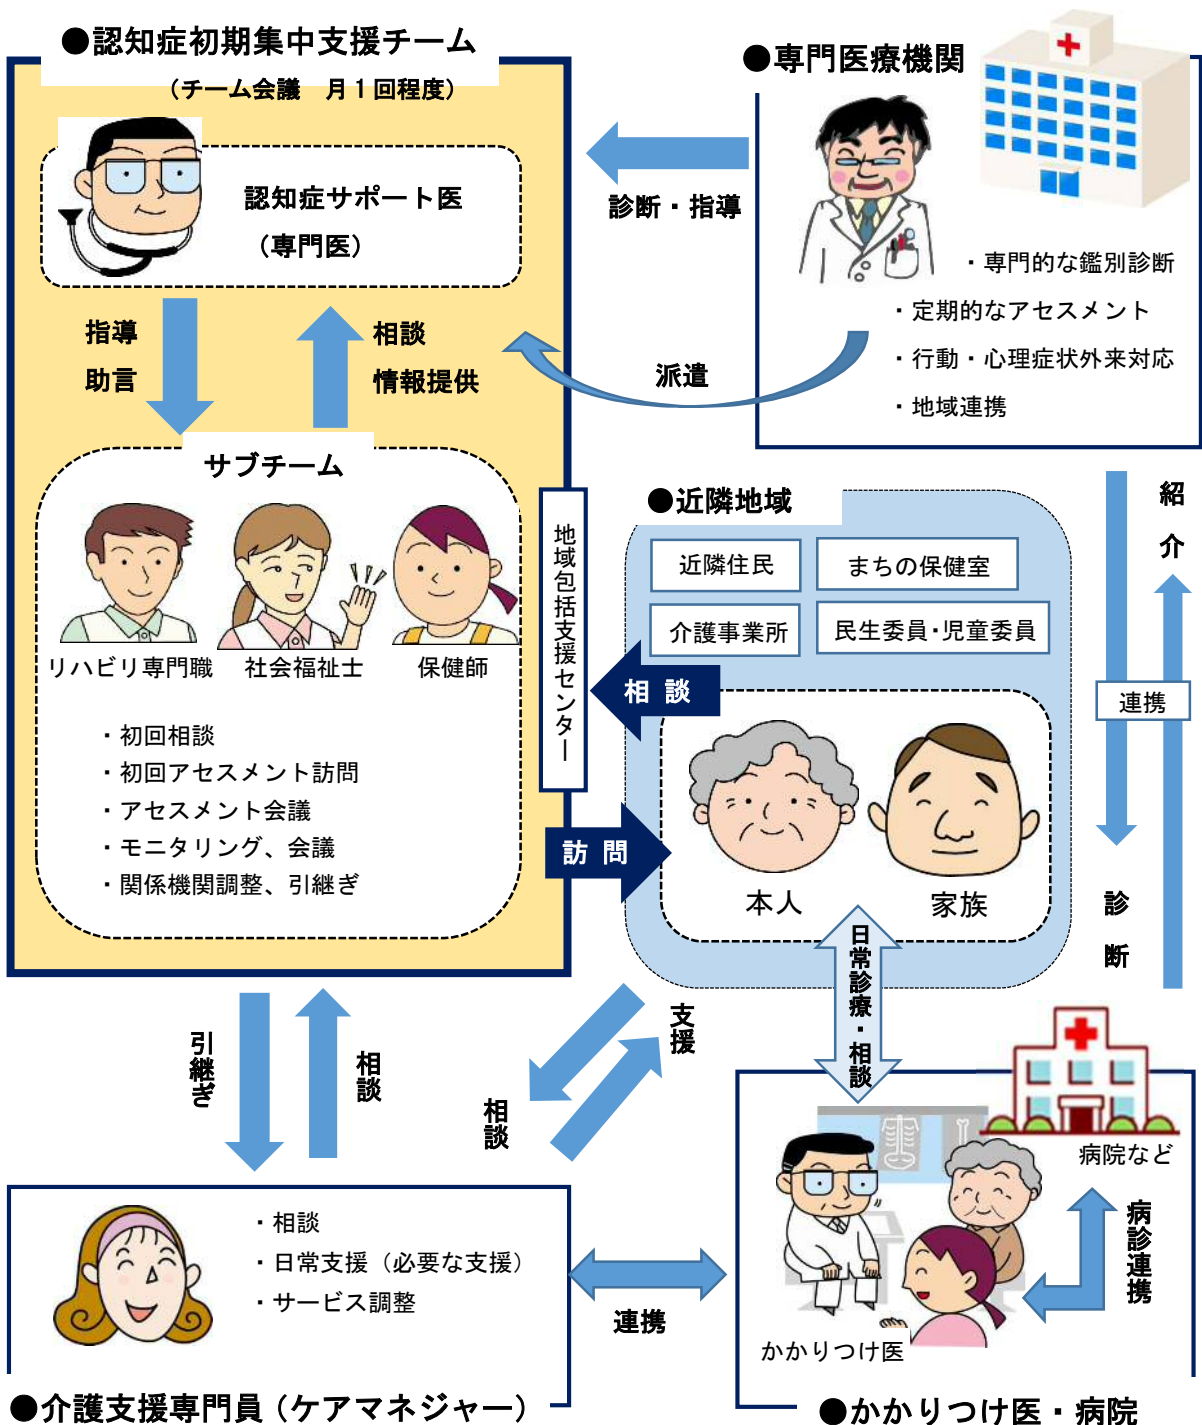 ●認知症初期集中支援チーム
（チーム会議　月１回程度）
認知症サポート医
（専門医）
指導
助言
相談
情報提供
サブチーム
リハビリ専門職
社会福祉士
保健師
・初回相談
・初回アセスメント訪問
・アセスメント会議
・モニタリング、会議
・関係機関調整、引継ぎ
地域包括支援センター
●専門医療機関
診断・指導
・専門的な鑑別診断
・定期的なアセスメント
・行動・心理症状外来対応
・地域連携
派遣
●近隣地域
近隣住民
まちの保健室
介護事業所
民生委員・児童委員
相談
訪問
本人
家族
紹介
連携
診断
日常診療・相談
引継ぎ
相談
支援
相談
・相談
・日常支援（必要な支援）
・サービス調整
●介護支援専門員（ケアマネジャー）
連携
病院など
病診連携
かかりつけ医
●かかりつけ医・病院